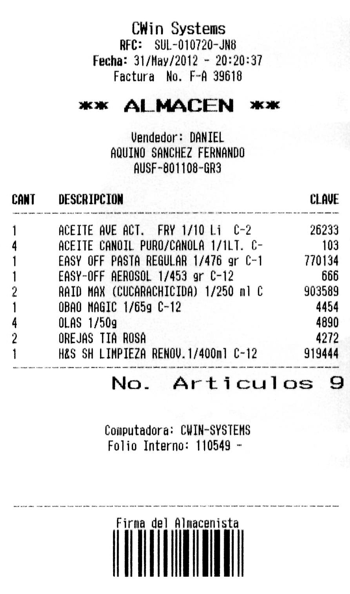 CWin Systems
RFC: SUL-010720-JN8
Fecha: 31/May/2012 - 20:20:37
Factura No. F-A 39618
** ALMACEN **
Vendedor: DANIEL
AQUINO SANCHEZ FERNANDO
AUSF-801108-GR3
CANT DESCRIPCION CLAVE
1 ACEITE AVE ACT. FRY 1/10 Li C-2 26233
4 ACEITE CANOIL PURO/CANOLA 1/1LT. C- 103
1 EASY OFF PASTA REGULAR 1/476 gr C-1 770134
1 EASY-OFF AEROSOL 1/453 gr C-12 666
2 RAID MAX (CUCARACHICIDA) 1/250 ml C 903589
1 OBAO MAGIC 1/65g C-12 4454
4 OLAS 1/50g 4890
2 OREJAS TIA ROSA 4272
1 H&S SH LIMPIEZA RENOV.1/400ml C-12 919444
No. Articulos 9
Computadora: CWIN-SYSTEMS
Folio Interno: 110549 -
Firma del Almacenista